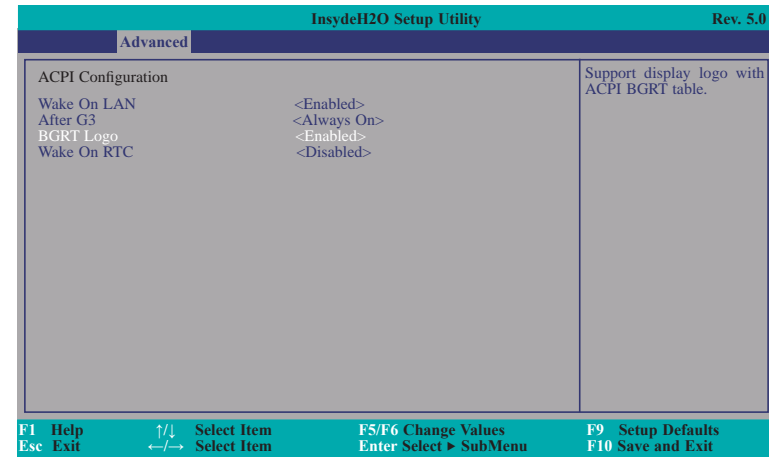 InsydeH2O Setup Utility Rev. 5.0
Advanced
ACPI Configuration
Wake On LAN <Enabled>
After G3 <Always On>
BGRT Logo <Enabled>
Wake On RTC <Disabled>
Support display logo with
ACPI BGRT table.
F1 Help ↑/↓ Select Item F5/F6 Change Values F9 Setup Defaults
Esc Exit ←/→ Select Item Enter Select ► SubMenu F10 Save and Exit